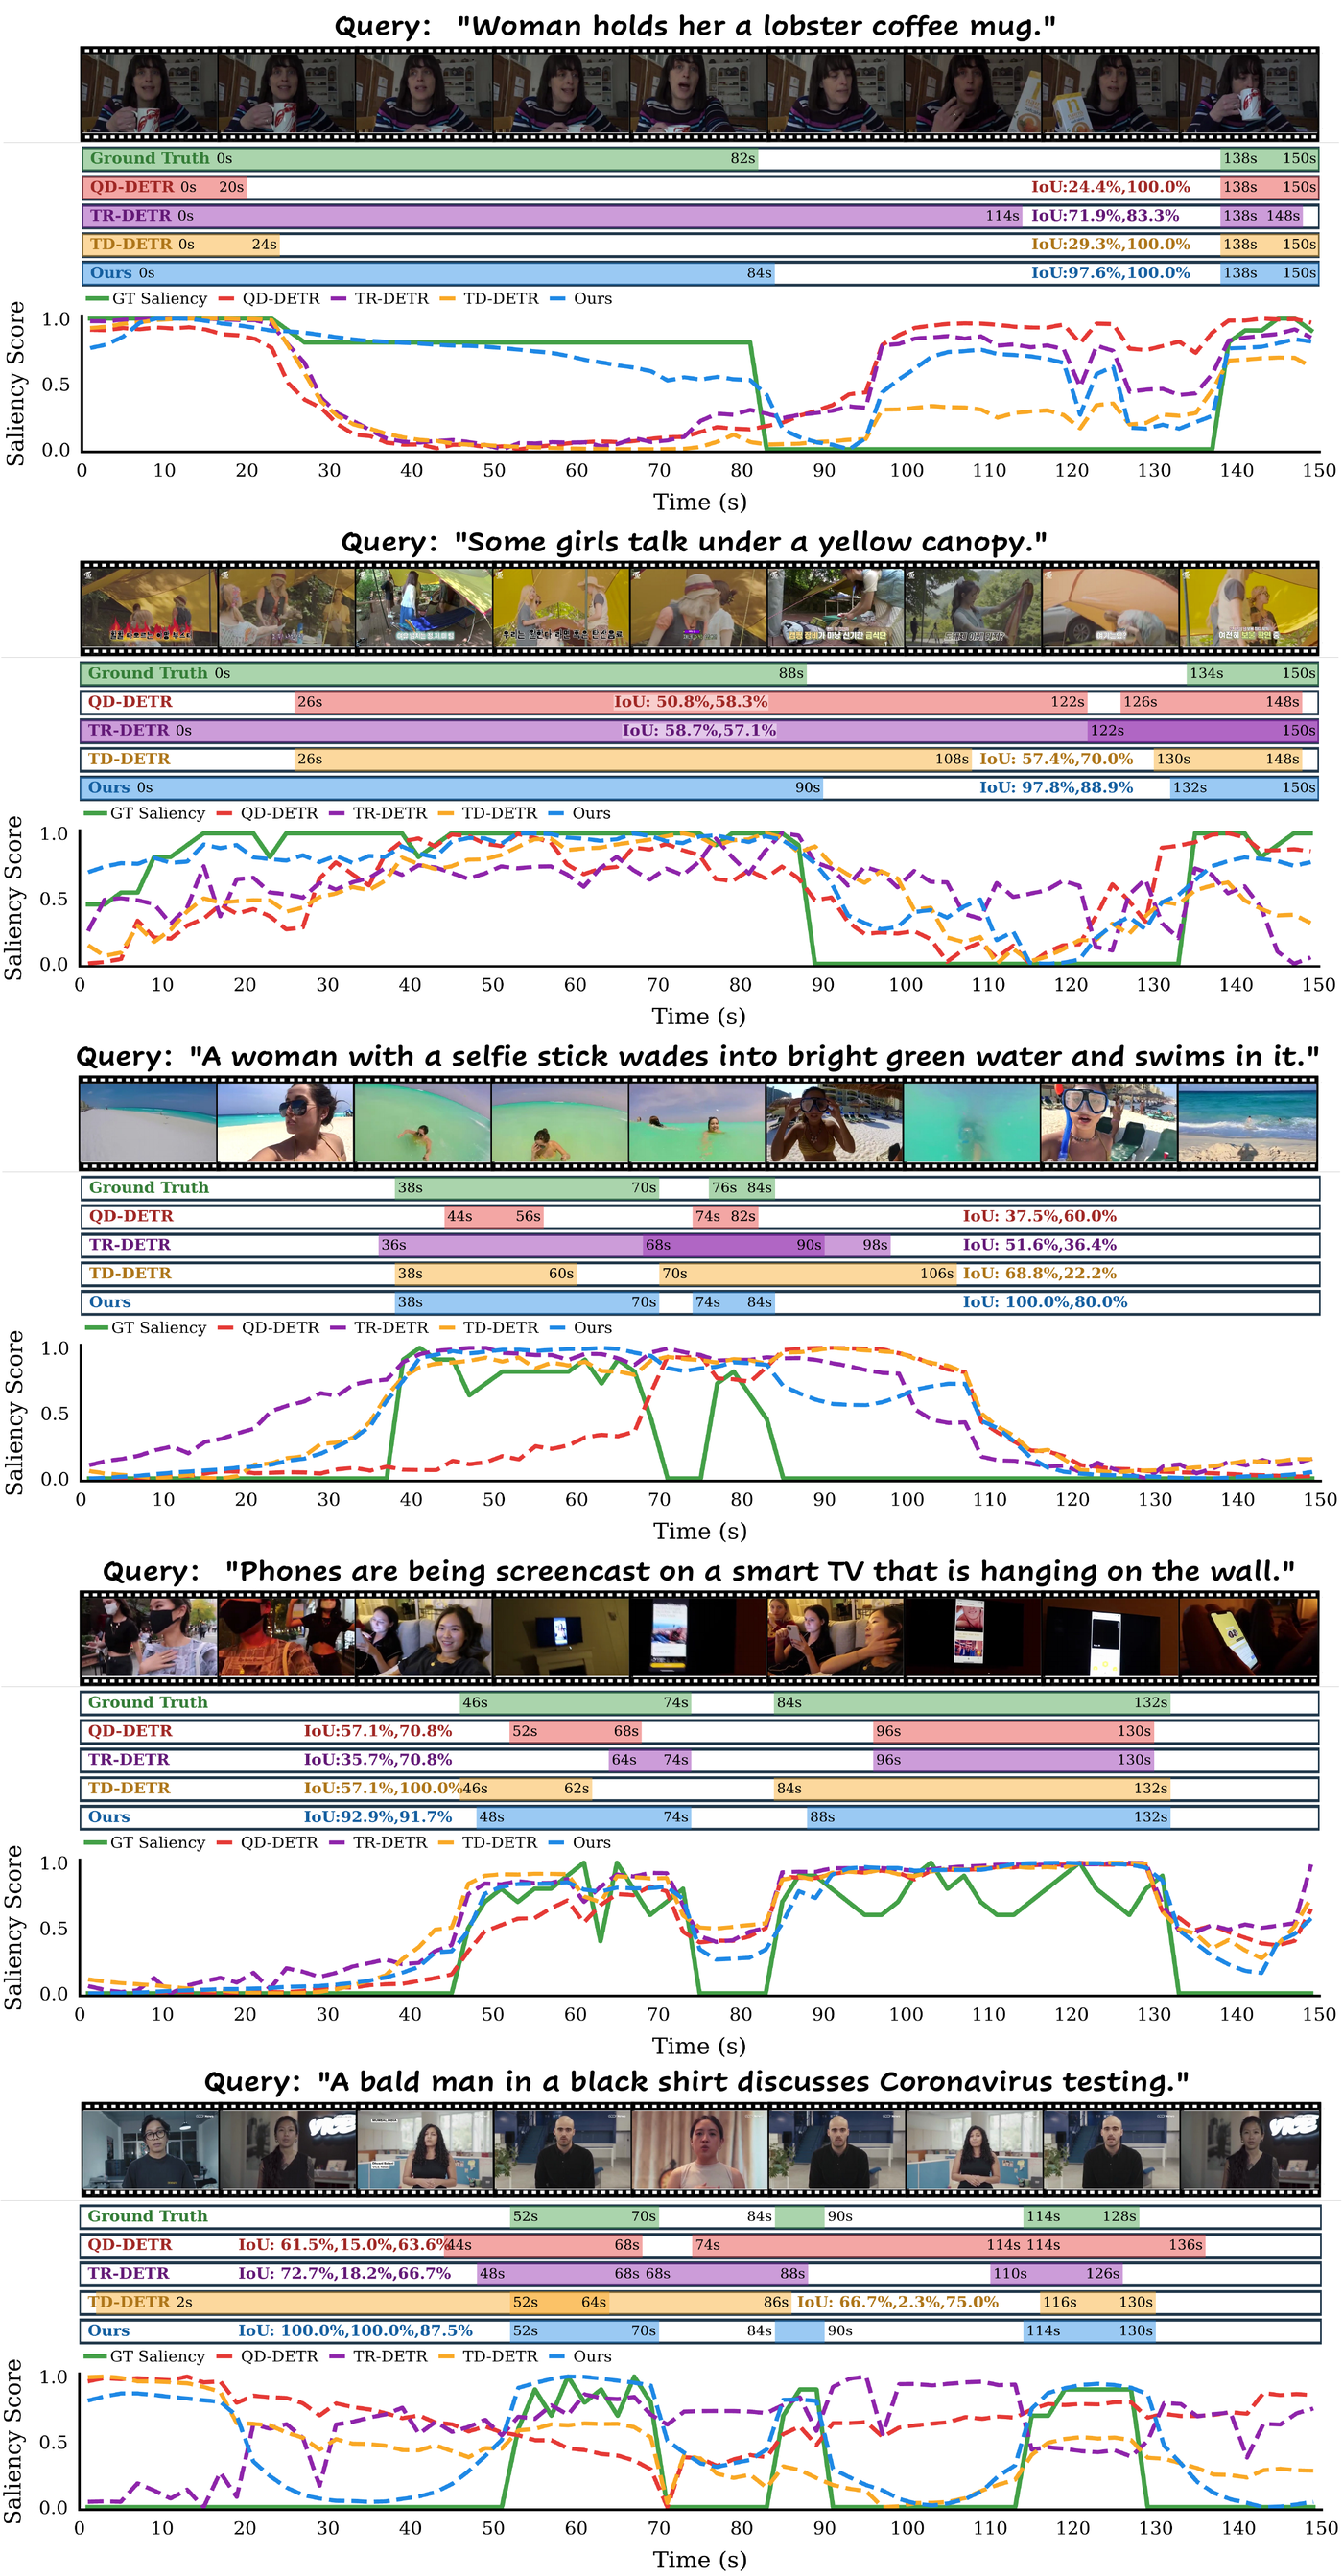 Query: "Woman holds her a lobster coffee mug."
Ground Truth 0s 82s 138s 150s
QD-DETR 0s 20s IoU:24.4%,100.0% 138s 150s
TR-DETR 0s 114s IoU:71.9%,83.3% 138s 148s
TD-DETR 0s 24s IoU:29.3%,100.0% 138s 150s
Ours 0s 84s IoU:97.6%,100.0% 138s 150s
GT Saliency QD-DETR TR-DETR TD-DETR Ours
Saliency Score
1.0
0.5
0.0
0 10 20 30 40 50 60 70 80 90 100 110 120 130 140 150
Time (s)
Query: "Some girls talk under a yellow canopy."
Ground Truth 0s 88s 134s 150s
QD-DETR 26s IoU: 50.8%,58.3% 122s 126s 148s
TR-DETR 0s IoU: 58.7%,57.1% 122s 150s
TD-DETR 26s 108s IoU: 57.4%,70.0% 130s 148s
Ours 0s 90s IoU: 97.8%,88.9% 132s 150s
GT Saliency QD-DETR TR-DETR TD-DETR Ours
Saliency Score
1.0
0.5
0.0
0 10 20 30 40 50 60 70 80 90 100 110 120 130 140 150
Time (s)
Query: "A woman with a selfie stick wades into bright green water and swims in it."
Ground Truth 38s 70s 76s 84s
QD-DETR 44s 56s 74s 82s IoU: 37.5%,60.0%
TR-DETR 36s 68s 90s 98s IoU: 51.6%,36.4%
TD-DETR 38s 60s 70s 106s IoU: 68.8%,22.2%
Ours 38s 70s 74s 84s IoU: 100.0%,80.0%
GT Saliency QD-DETR TR-DETR TD-DETR Ours
Saliency Score
1.0
0.5
0.0
0 10 20 30 40 50 60 70 80 90 100 110 120 130 140 150
Time (s)
Query: "Phones are being screencast on a smart TV that is hanging on the wall."
Ground Truth 46s 74s 84s 132s
QD-DETR IoU:57.1%,70.8% 52s 68s 96s 130s
TR-DETR IoU:35.7%,70.8% 64s 74s 96s 130s
TD-DETR IoU:57.1%,100.0% 46s 62s 84s 132s
Ours IoU:92.9%,91.7% 48s 74s 88s 132s
GT Saliency QD-DETR TR-DETR TD-DETR Ours
Saliency Score
1.0
0.5
0.0
0 10 20 30 40 50 60 70 80 90 100 110 120 130 140 150
Time (s)
Query: "A bald man in a black shirt discusses Coronavirus testing."
VICE
VICE
Ground Truth 52s 70s 84s 90s 114s 128s
QD-DETR IoU: 61.5%,15.0%,63.6% 44s 68s 74s 114s 114s 136s
TR-DETR IoU: 72.7%,18.2%,66.7% 48s 68s 68s 88s 110s 126s
TD-DETR 2s 52s 64s 86s IoU: 66.7%,2.3%,75.0% 116s 130s
Ours IoU: 100.0%,100.0%,87.5% 52s 70s 84s 90s 114s 130s
GT Saliency QD-DETR TR-DETR TD-DETR Ours
Saliency Score
1.0
0.5
0.0
0 10 20 30 40 50 60 70 80 90 100 110 120 130 140 150
Time (s)